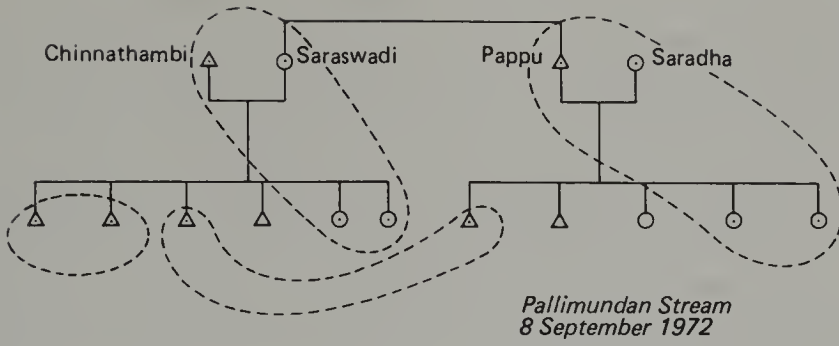 Chinnathambi Saraswadi Pappu Saradha
Pallimundan Stream
8 September 1972